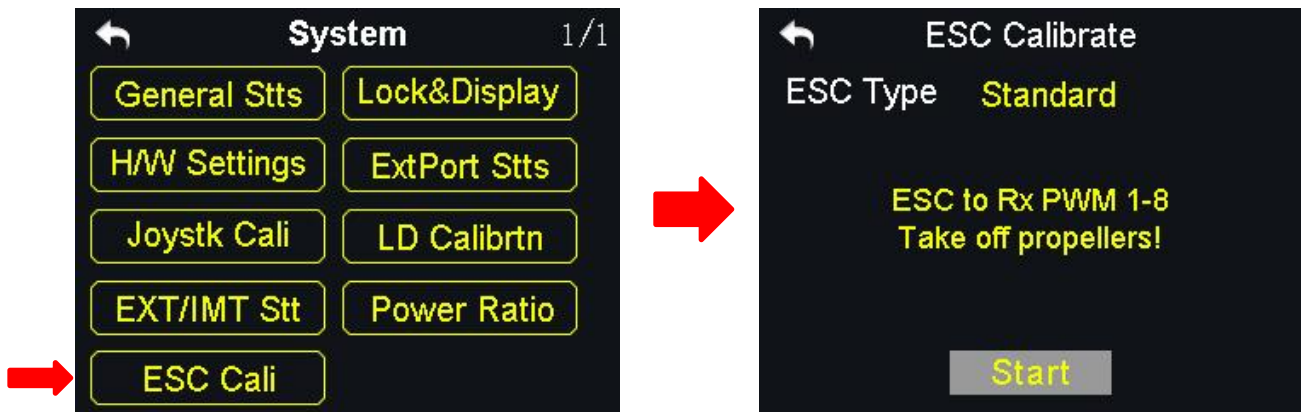 System 1/1
General Stts Lock&Display
H/W Settings ExtPort Stts
Joystk Cali LD Calibrtn
EXT/IMT Stt Power Ratio
ESC Cali
ESC Calibrate
ESC Type Standard
ESC to Rx PWM 1-8
Take off propellers!
Start